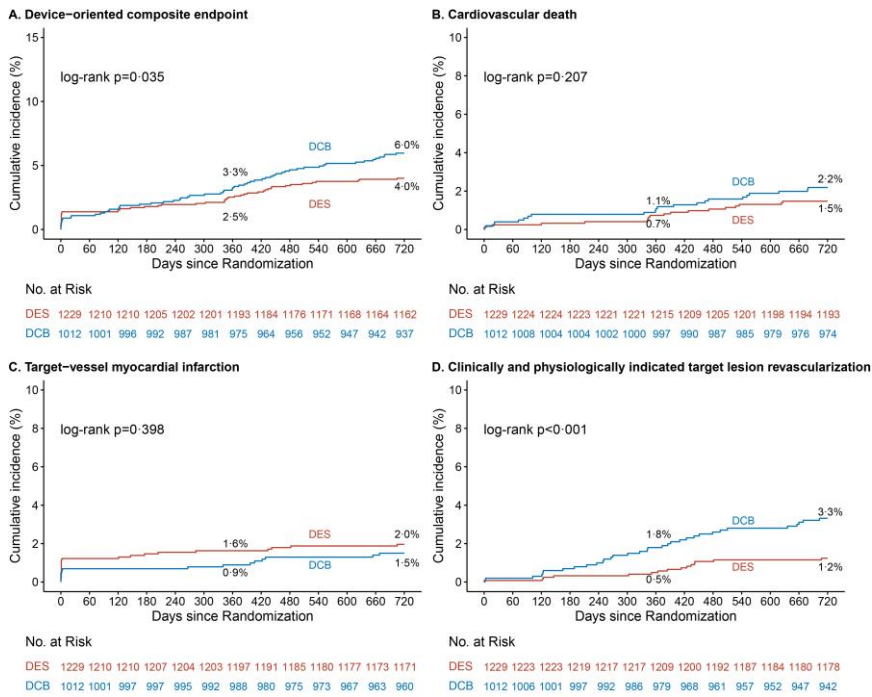 A. Device−oriented composite endpoint
15
10
5
0
Cumulative incidence (%)
log-rank p=0·035
DCB
6·0%
3·3%
4·0%
DES
2·5%
0 60 120 180 240 300 360 420 480 540 600 660 720
Days since Randomization
No. at Risk
DES 1229 1210 1210 1205 1202 1201 1193 1184 1176 1171 1168 1164 1162
DCB 1012 1001 996 992 987 981 975 964 956 952 947 942 937
B. Cardiovascular death
10
8
6
4
2
0
Cumulative incidence (%)
log-rank p=0·207
DCB
2·2%
1·1%
1·5%
0·7%
DES
0 60 120 180 240 300 360 420 480 540 600 660 720
Days since Randomization
No. at Risk
DES 1229 1224 1224 1223 1221 1221 1215 1209 1205 1201 1198 1194 1193
DCB 1012 1008 1004 1004 1002 1000 997 990 987 985 979 976 974
C. Target−vessel myocardial infarction
10
8
6
4
2
0
Cumulative incidence (%)
log-rank p=0·398
DES
2·0%
1·6%
DCB
1·5%
0·9%
0 60 120 180 240 300 360 420 480 540 600 660 720
Days since Randomization
No. at Risk
DES 1229 1210 1210 1207 1204 1203 1197 1191 1185 1180 1177 1173 1171
DCB 1012 1001 997 997 995 992 988 980 975 973 967 963 960
D. Clinically and physiologically indicated target lesion revascularization
10
8
6
4
2
0
Cumulative incidence (%)
log-rank p<0·001
3·3%
DCB
1·8%
DES
1·2%
0·5%
0 60 120 180 240 300 360 420 480 540 600 660 720
Days since Randomization
No. at Risk
DES 1229 1223 1223 1219 1217 1217 1209 1200 1192 1187 1184 1180 1178
DCB 1012 1006 1001 997 992 986 979 968 961 957 952 947 942